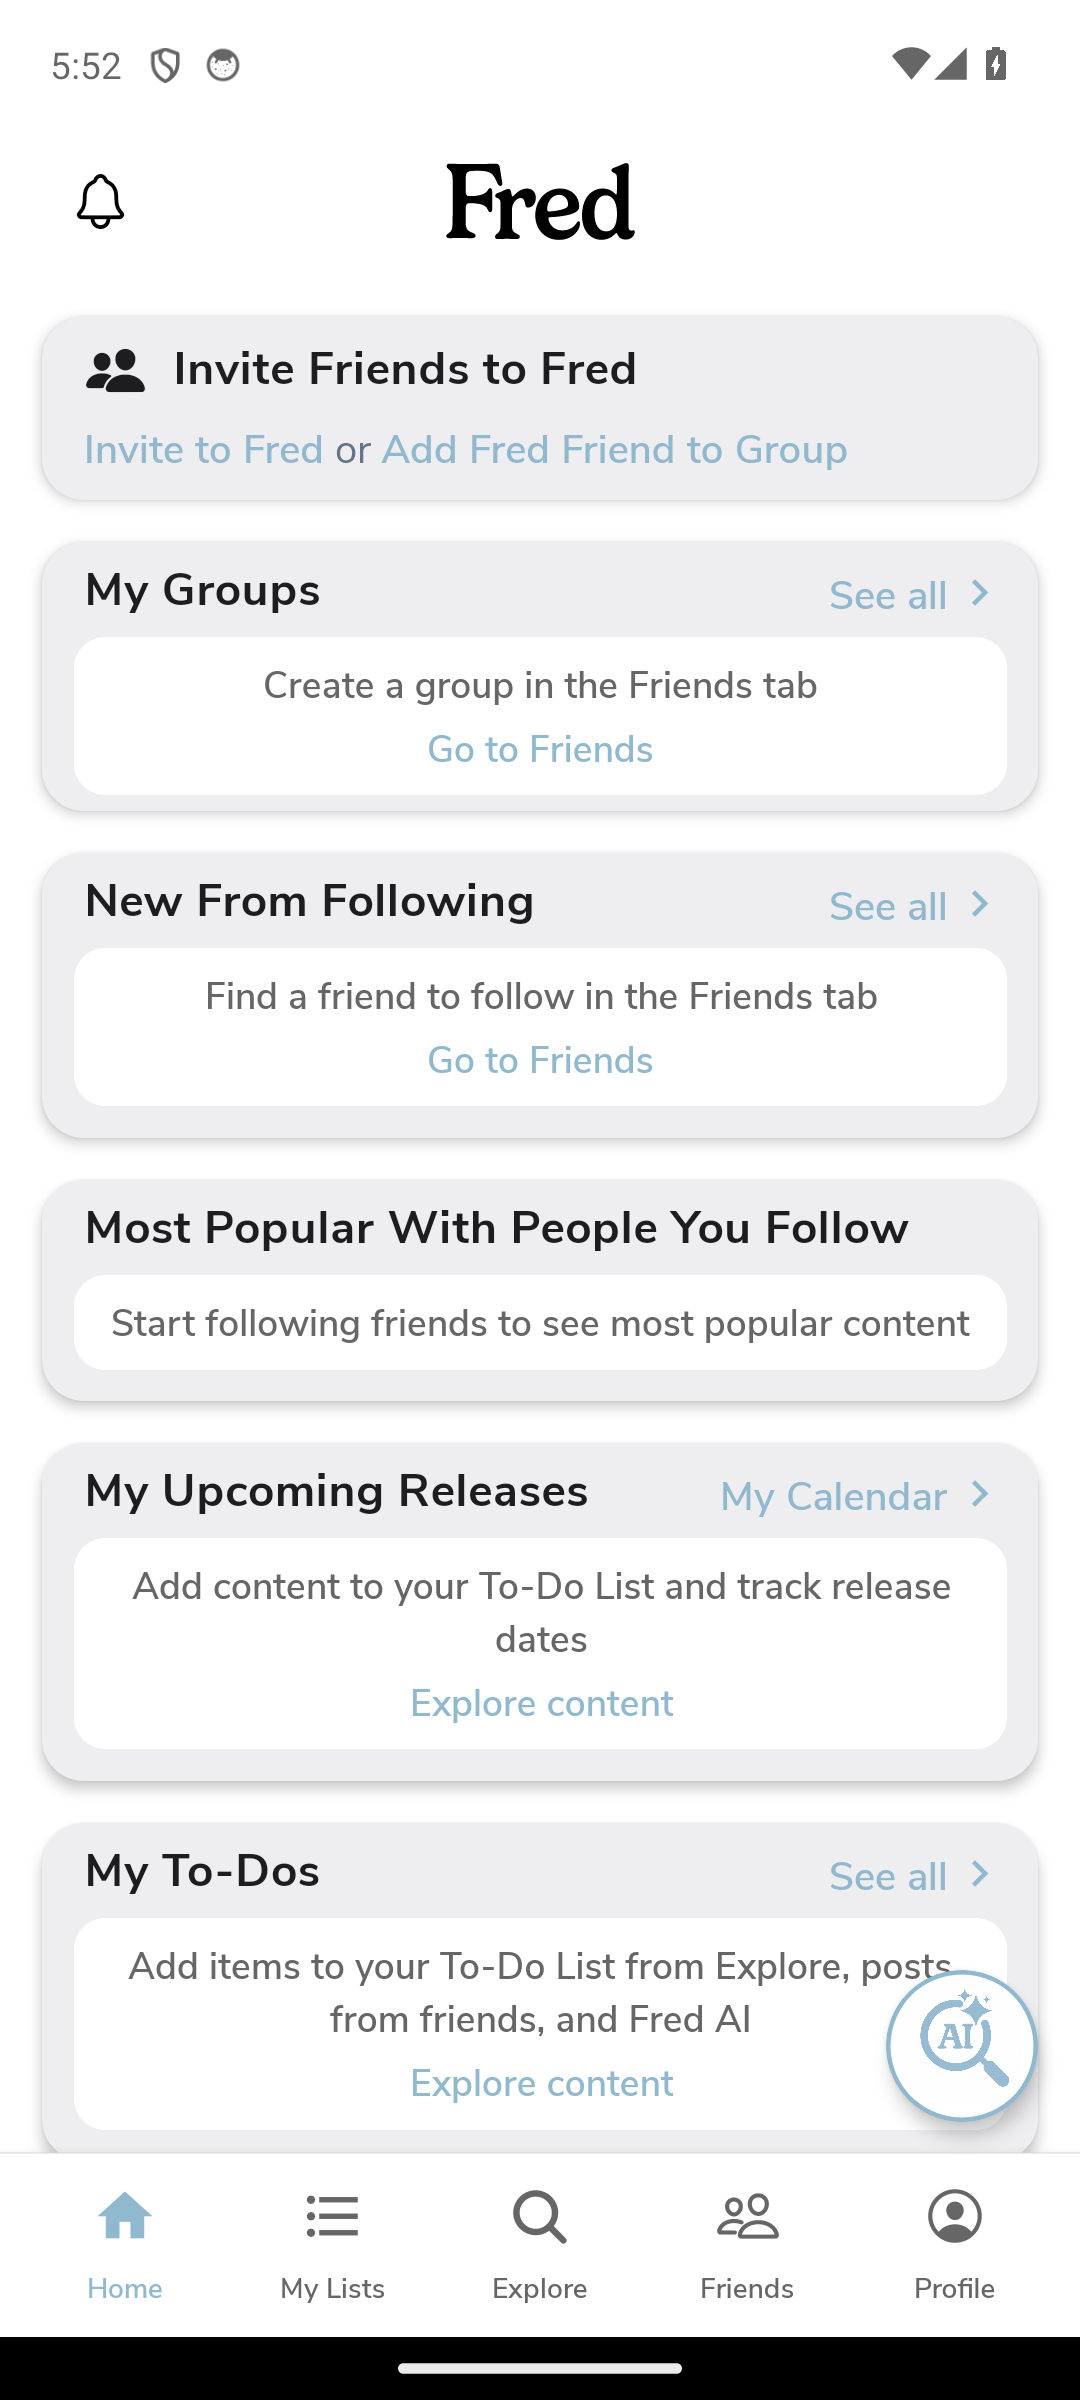 5:52
Fred
Invite Friends to Fred
Invite to Fred or Add Fred Friend to Group
My Groups
See all
Create a group in the Friends tab
Go to Friends
New From Following
See all
Find a friend to follow in the Friends tab
Go to Friends
Most Popular With People You Follow
Start following friends to see most popular content
My Upcoming Releases
My Calendar
Add content to your To-Do List and track release
dates
Explore content
My To-Dos
See all
Add items to your To-Do List from Explore, posts
from friends, and Fred AI
Explore content
AI
Home
My Lists
Explore
Friends
Profile